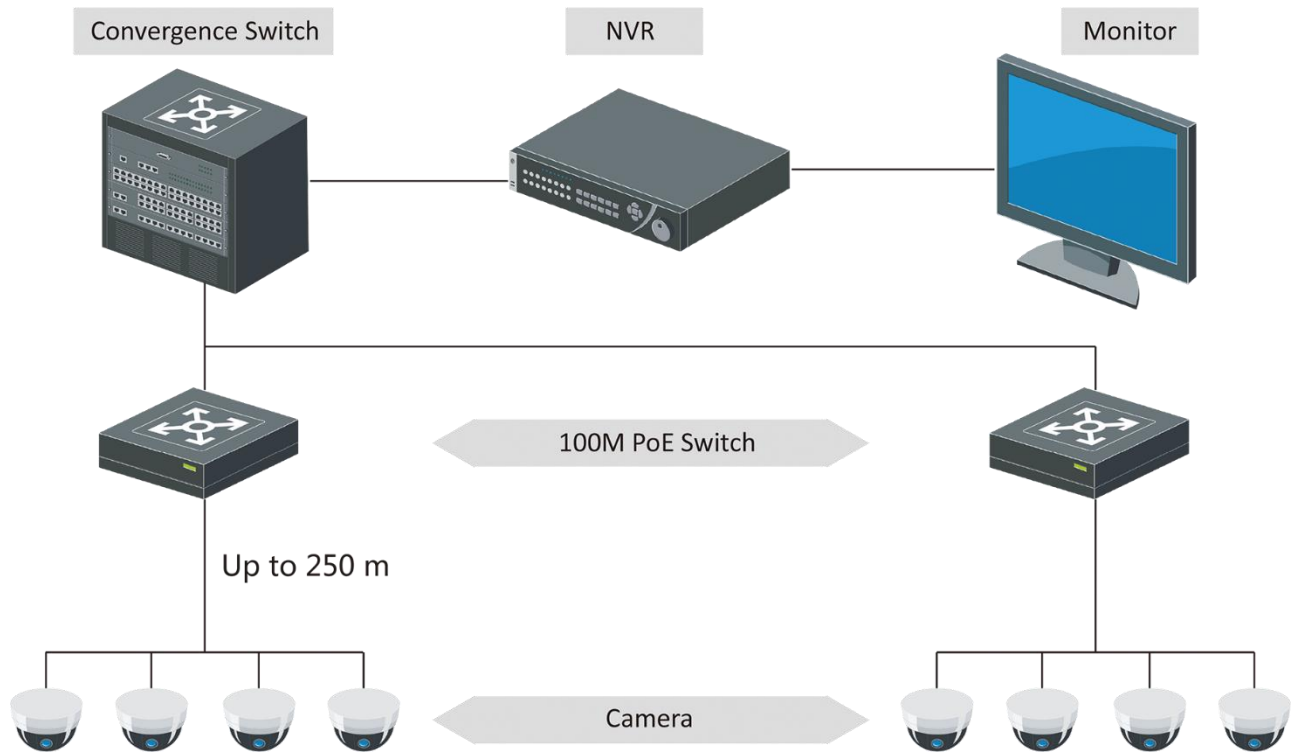 Convergence Switch
NVR
Monitor
100M PoE Switch
Up to 250 m
Camera